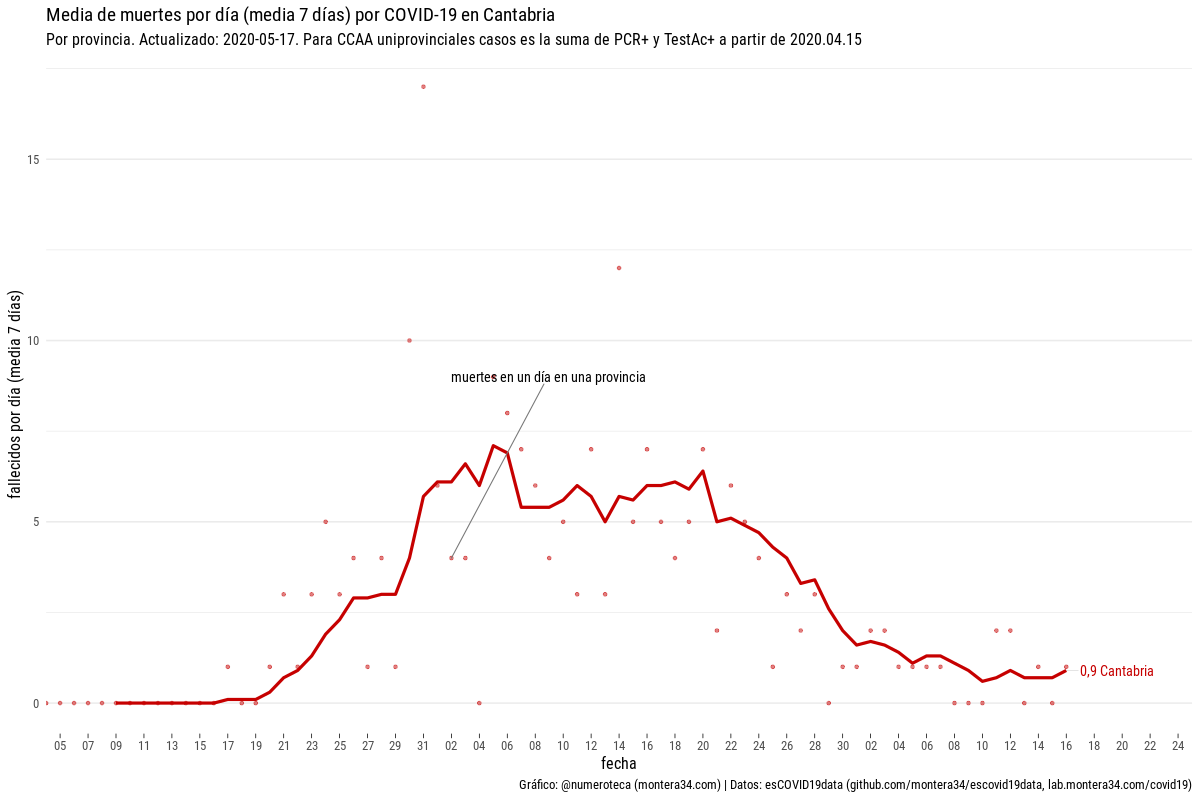 Media de muertes por día (media 7 días) por COVID-19 en Cantabria
Por provincia. Actualizado: 2020-05-17. Para CCAA uniprovinciales casos es la suma de PCR+ y TestAc+ a partir de 2020.04.15
fallecidos por día (media 7 días)
15
10
5
0
muertes en un día en una provincia
0,9 Cantabria
05 07 09 11 13 15 17 19 21 23 25 27 29 31 02 04 06 08 10 12 14 16 18 20 22 24 26 28 30 02 04 06 08 10 12 14 16 18 20 22 24
fecha
Gráfico: @numeroteca (montera34.com) | Datos: esCOVID19data (github.com/montera34/escovid19data, lab.montera34.com/covid19)